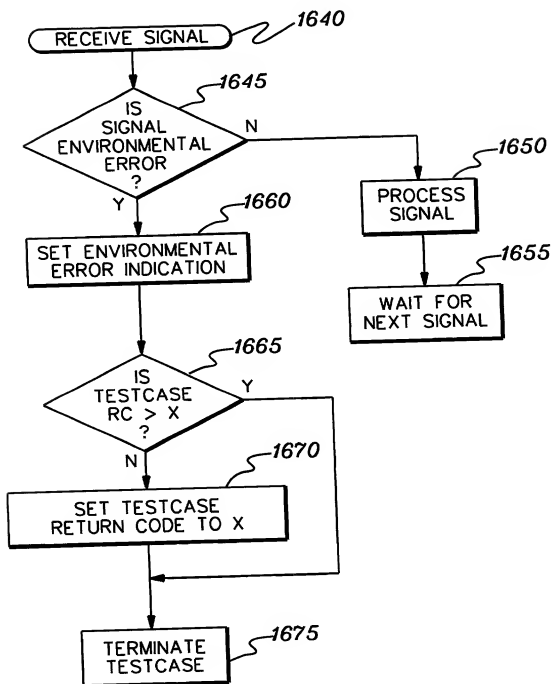 RECEIVE SIGNAL
1640
IS
SIGNAL
ENVIRONMENTAL
ERROR
?
1645
N
Y
PROCESS
SIGNAL
1650
WAIT FOR
NEXT SIGNAL
1655
SET ENVIRONMENTAL
ERROR INDICATION
1660
IS
TESTCASE
RC > X
?
1665
Y
N
SET TESTCASE
RETURN CODE TO X
1670
TERMINATE
TESTCASE
1675